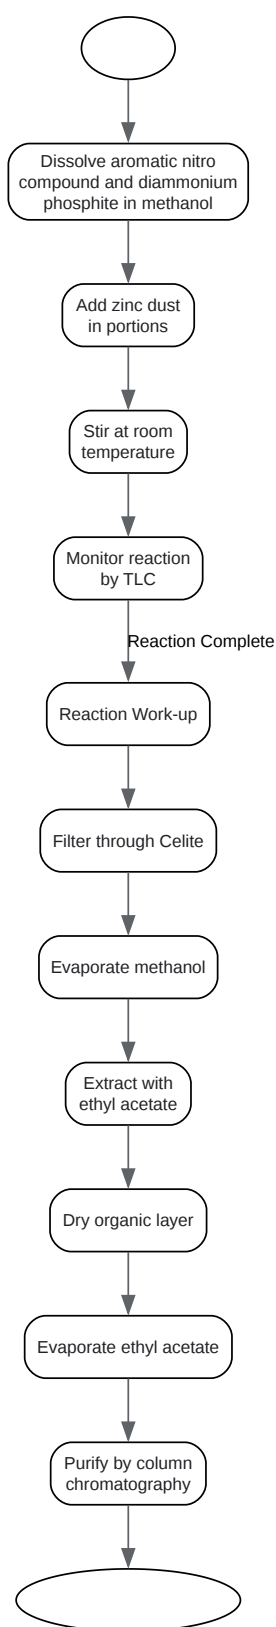 Dissolve aromatic nitro
compound and diammonium
phosphite in methanol
Add zinc dust
in portions
Stir at room
temperature
Monitor reaction
by TLC
Reaction Complete
Reaction Work-up
Filter through Celite
Evaporate methanol
Extract with
ethyl acetate
Dry organic layer
Evaporate ethyl acetate
Purify by column
chromatography